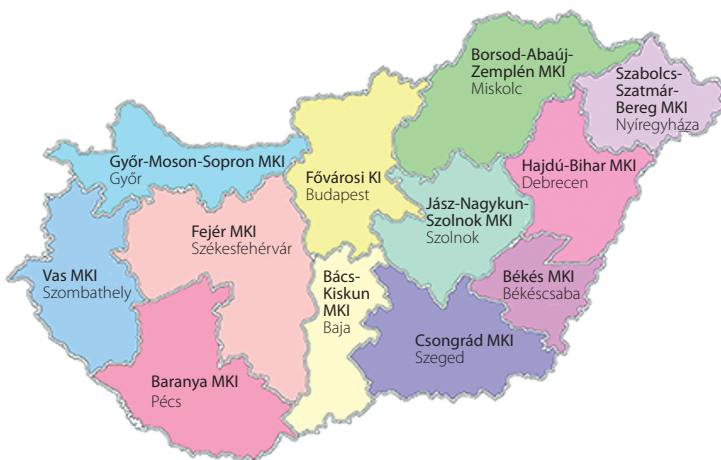 Borsod-Abaúj-
Zemplén MKI
Miskolc
Szabolcs-
Szatmár-
Bereg MKI
Nyíregyháza
Győr-Moson-Sopron MKI
Győr
Fővárosi KI
Budapest
Hajdú-Bihar MKI
Debrecen
Jász-Nagykun-
Szolnok MKI
Szolnok
Fejér MKI
Székesfehérvár
Vas MKI
Szombathely
Bács-
Kiskun
MKI
Baja
Békés MKI
Békéscsaba
Csongrád MKI
Szeged
Baranya MKI
Pécs